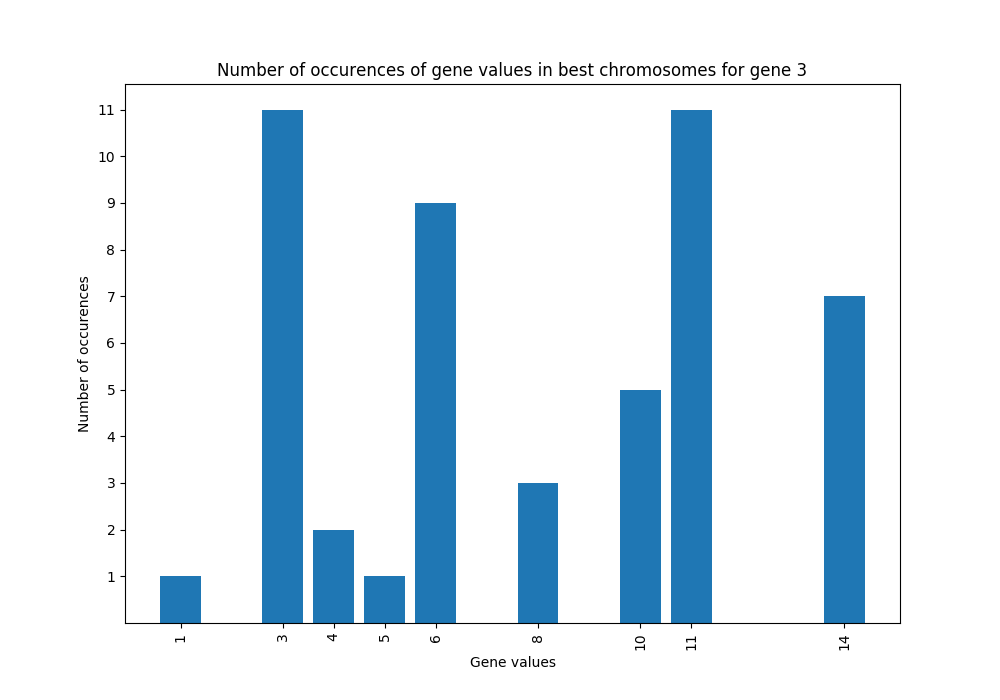 Number of occurences of gene values in best chromosomes for gene 3
Number of occurences
11
10
9
8
7
6
5
4
3
2
1
1 3 4 5 6 8 10 11 14
Gene values